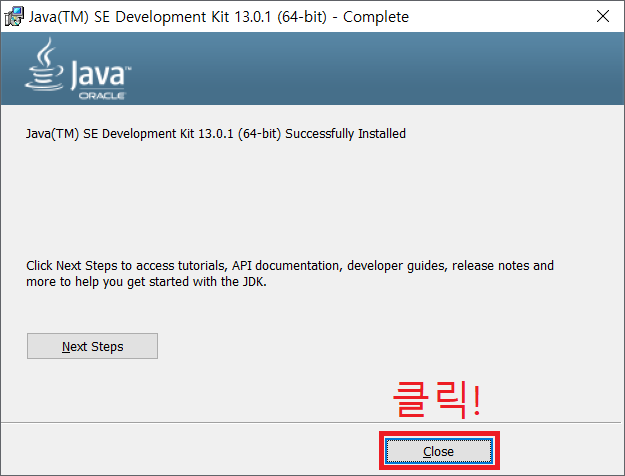 Java(TM) SE Development Kit 13.0.1 (64-bit) - Complete
Java™
ORACLE
Java(TM) SE Development Kit 13.0.1 (64-bit) Successfully Installed
Click Next Steps to access tutorials, API documentation, developer guides, release notes and
more to help you get started with the JDK.
Next Steps
클릭!
Close